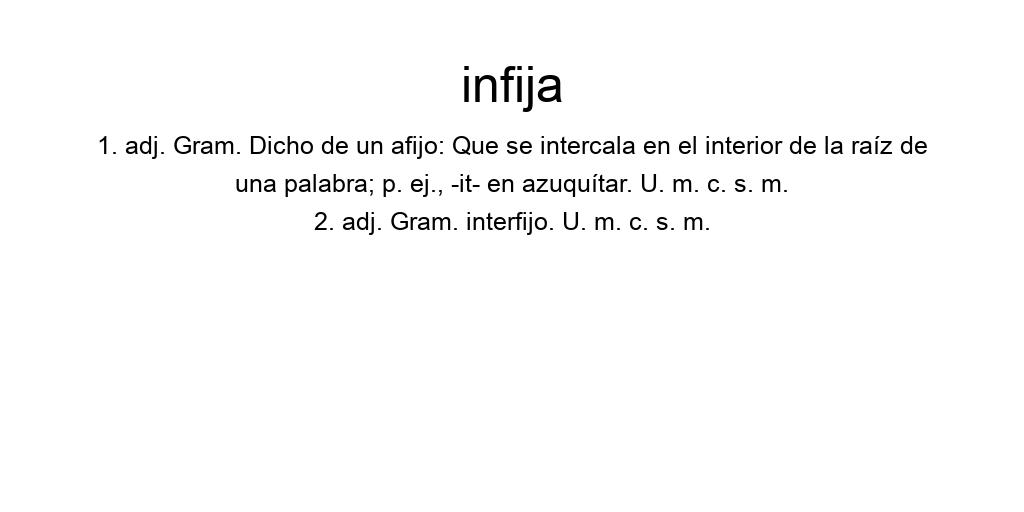 infija
1. adj. Gram. Dicho de un afijo: Que se intercala en el interior de la raíz de
una palabra; p. ej., -it- en azuquítar. U. m. c. s. m.
2. adj. Gram. interfijo. U. m. c. s. m.